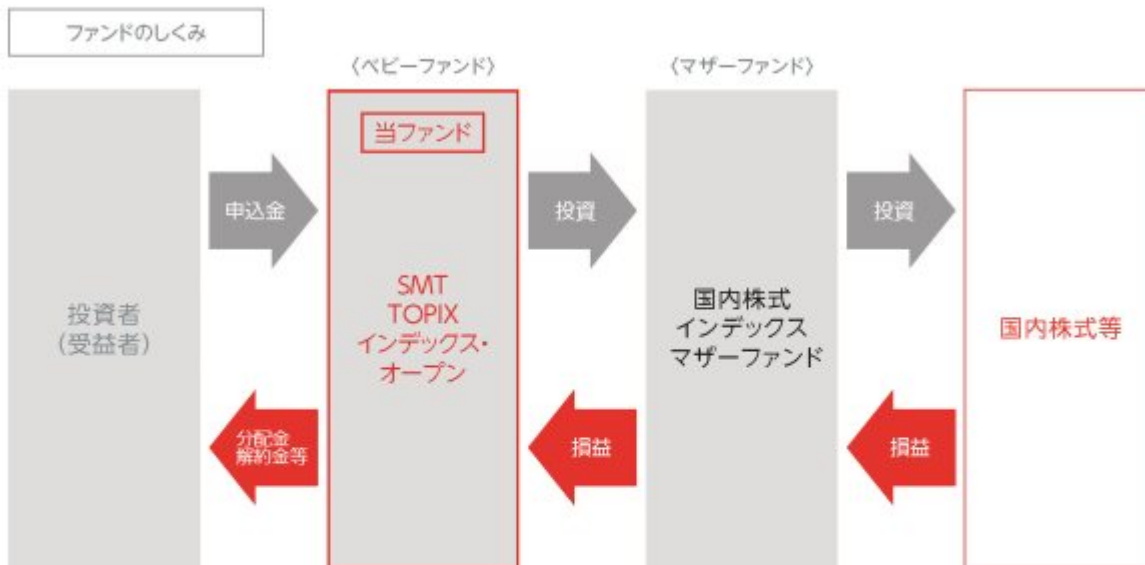 ファンドのしくみ
〈ベビーファンド〉
〈マザーファンド〉
当ファンド
申込金
投資
投資
投資者
(受益者)
SMT
TOPIX
インデックス・
オープン
国内株式
インデックス
マザーファンド
国内株式等
分配金
解約金等
損益
損益